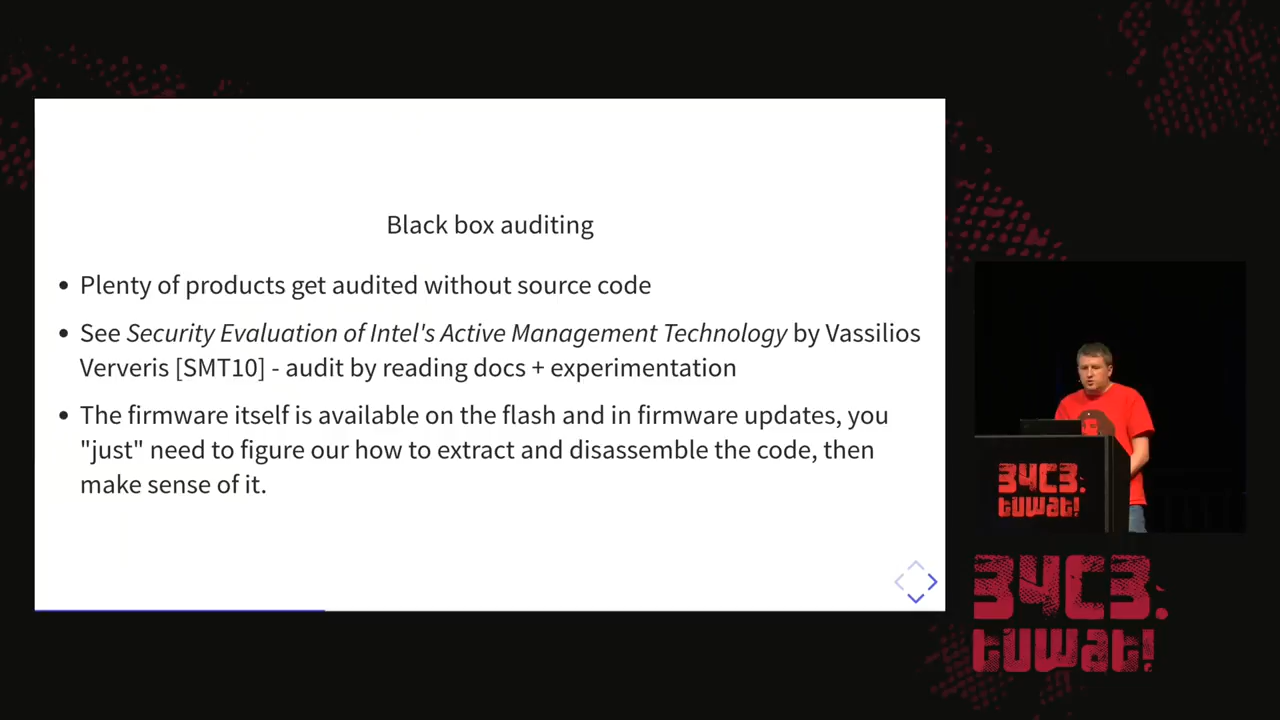 Black box auditing
Plenty of products get audited without source code
See Security Evaluation of Intel's Active Management Technology by Vassilios
Ververis [SMT10] - audit by reading docs + experimentation
The firmware itself is available on the flash and in firmware updates, you
"just" need to figure our how to extract and disassemble the code, then
make sense of it.
34C3.
tuwat!
34C3.
tuwat!